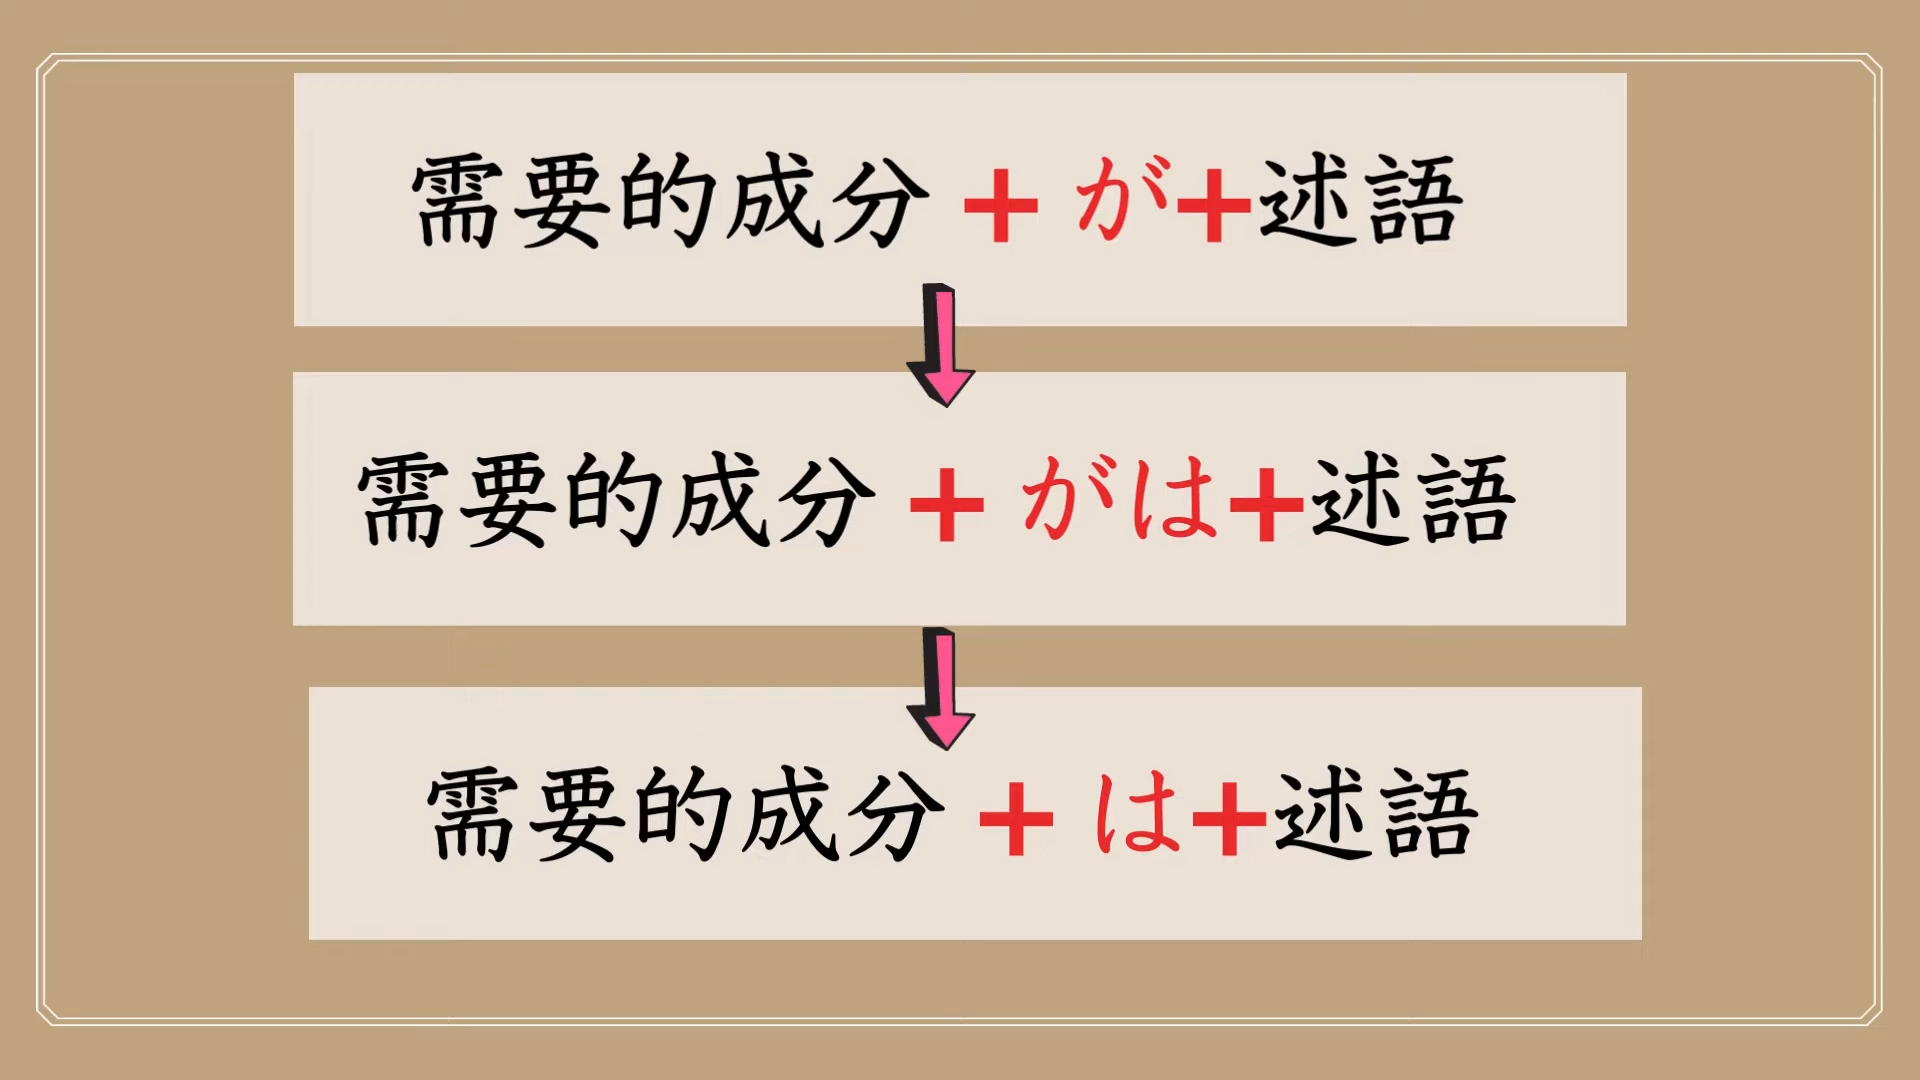 需要的成分 + が+述語
需要的成分 + がは+述語
需要的成分 + は+述語